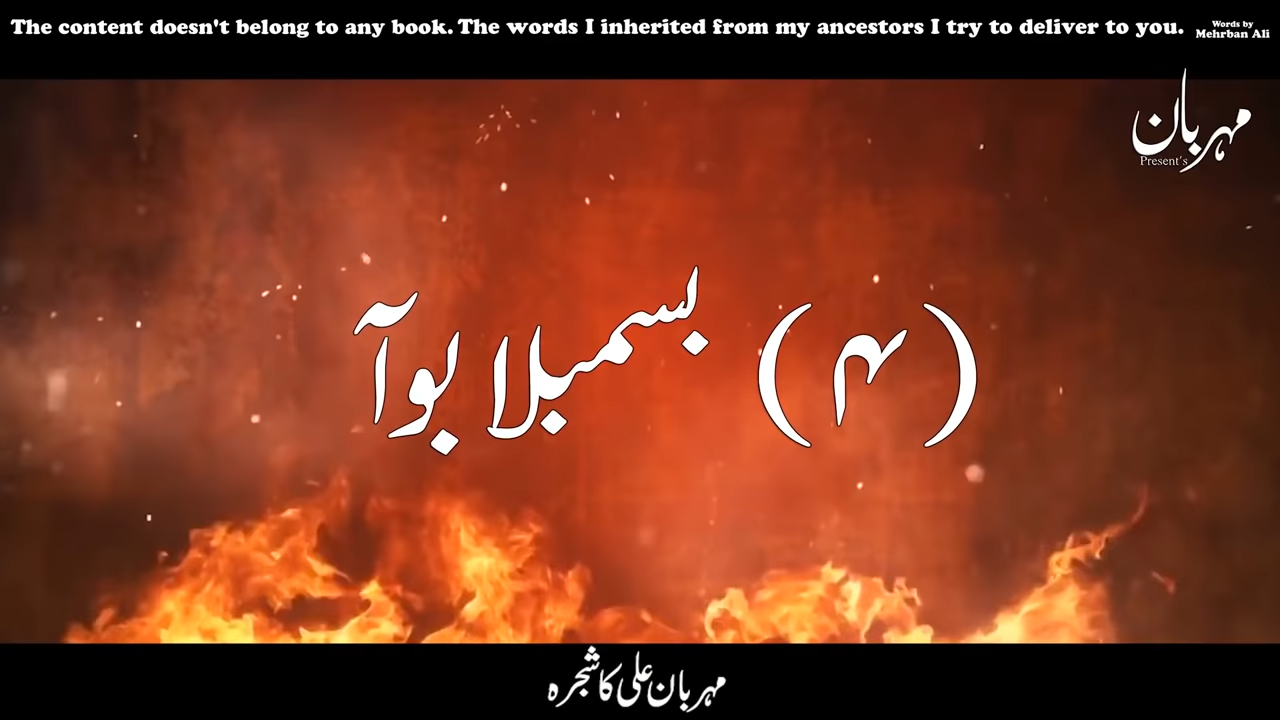 The content doesn't belong to any book. The words I inherited from my ancestors I try to deliver to you.
Words by
Mehrban Ali
مہربان
Present's
(۴) بسمبلا بوآ
مہربان علی کا شجرہ